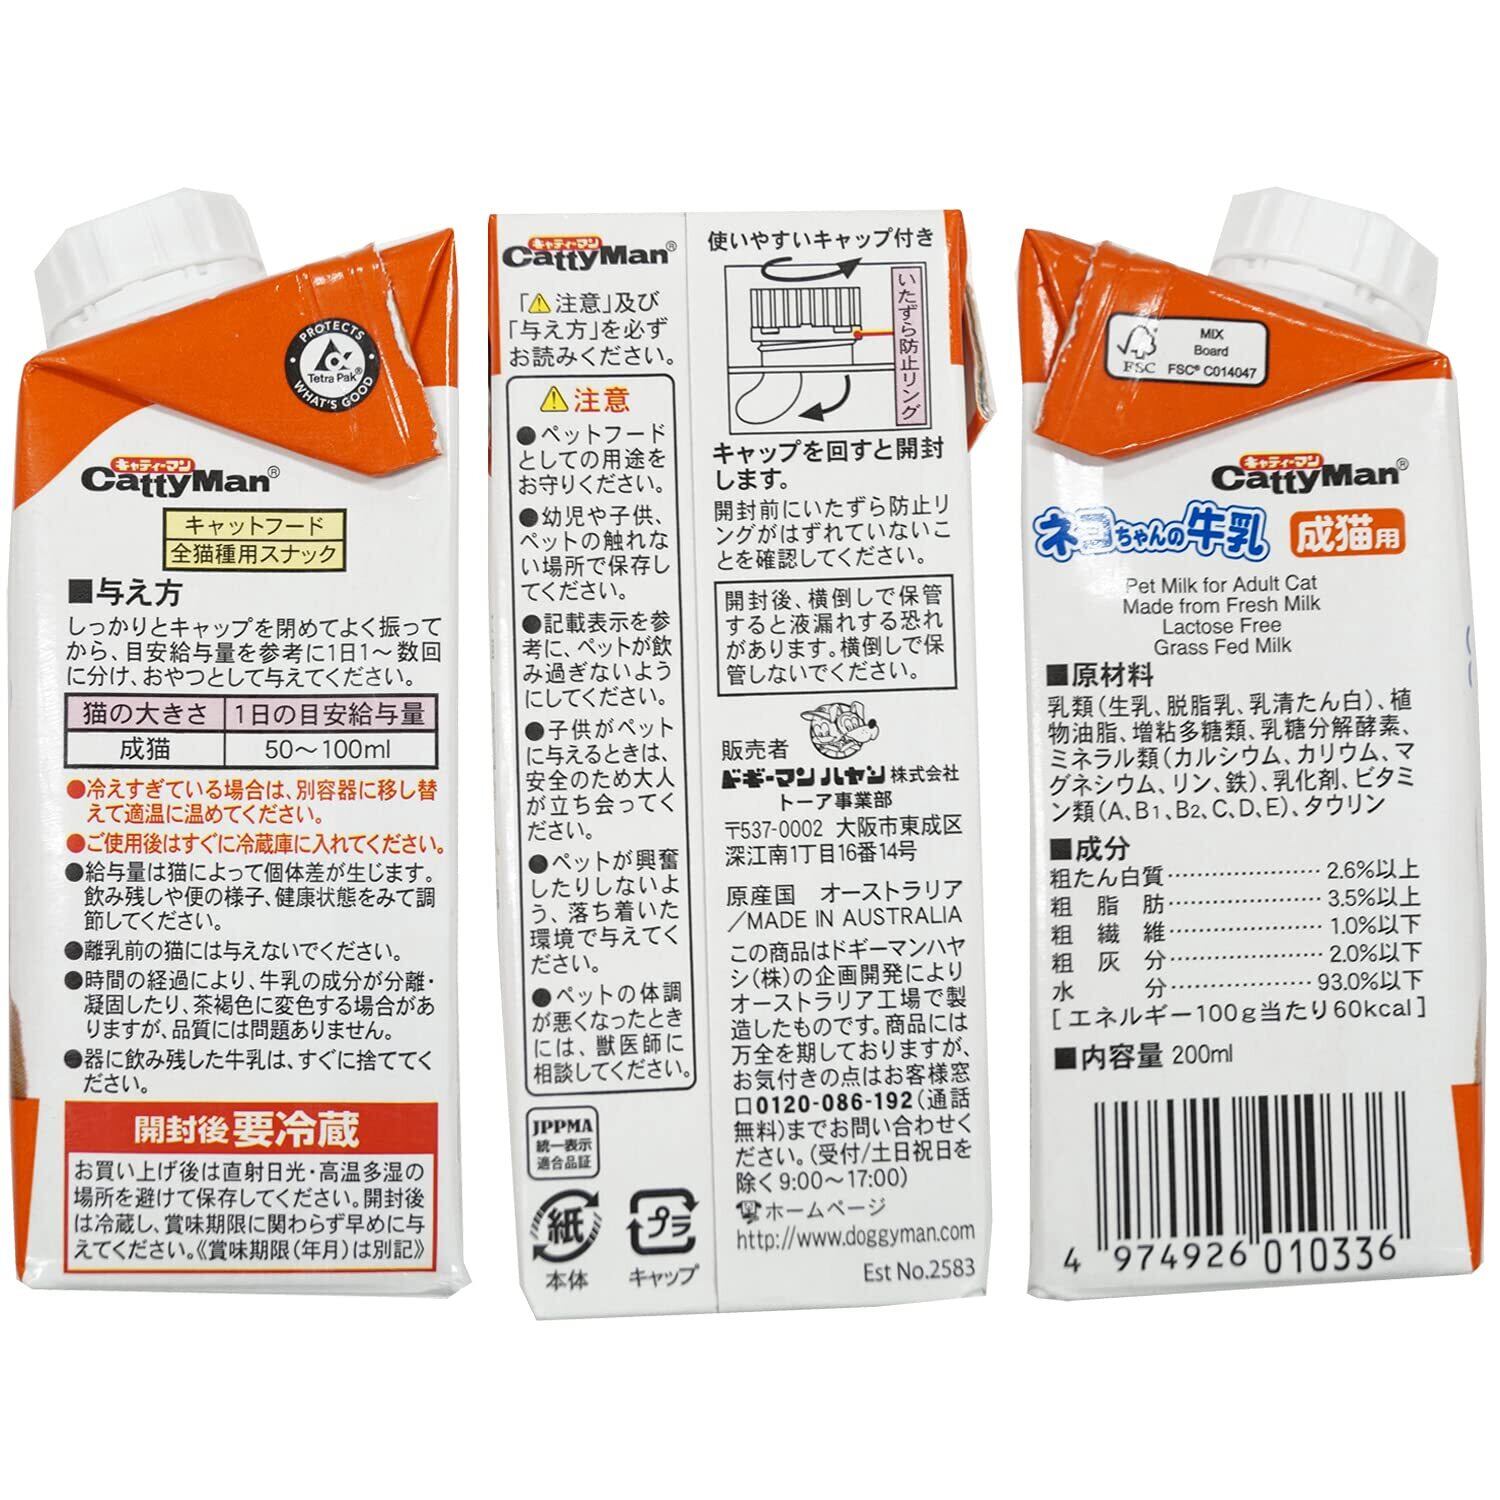 PROTECTS
Tetra Pak®
WHAT'S GOOD
キャティーマン
CattyMan®
キャットフード
全猫種用スナック
■与え方
しっかりとキャップを閉めてよく振って
から、目安給与量を参考に1日1〜数回
に分け、おやつとして与えてください。
猫の大きさ 1日の目安給与量
成猫 50〜100ml
●冷えすぎている場合は、別容器に移し替
えて適温に温めてください。
●ご使用後はすぐに冷蔵庫に入れてください。
●給与量は猫によって個体差が生じます。
飲み残しや便の様子、健康状態をみて調
節してください。
●離乳前の猫には与えないでください。
●時間の経過により、牛乳の成分が分離・
凝固したり、茶褐色に変色する場合があ
りますが、品質には問題ありません。
●器に飲み残した牛乳は、すぐに捨ててく
ださい。
開封後要冷蔵
お買い上げ後は直射日光・高温多湿の
場所を避けて保存してください。開封後
は冷蔵し、賞味期限に関わらず早めに与
えてください。《賞味期限(年月)は別記》
キャティーマン
CattyMan®
「⚠注意」及び
「与え方」を必ず
お読みください。
⚠注意
●ペットフード
としての用途を
お守りください。
●幼児や子供、
ペットの触れな
い場所で保存し
てください。
●記載表示を参
考に、ペットが飲
み過ぎないよう
にしてください。
●子供がペット
に与えるときは、
安全のため大人
が立ち会ってく
ださい。
●ペットが興奮
したりしないよ
う、落ち着いた
環境で与えてく
ださい。
●ペットの体調
が悪くなったとき
には、獣医師に
相談してください。
JPPMA
統一表示
適合品証
紙
本体
プラ
キャップ
使いやすいキャップ付き
いたずら防止リング
キャップを回すと開封
します。
開封前にいたずら防止リ
ングがはずれていないこ
とを確認してください。
開封後、横倒しで保管
すると液漏れする恐れ
があります。横倒しで保
管しないでください。
販売者
ドギーマンハヤシ株式会社
トーア事業部
〒537-0002 大阪市東成区
深江南1丁目16番14号
原産国 オーストラリア
/MADE IN AUSTRALIA
この商品はドギーマンハヤ
シ(株)の企画開発により
オーストラリア工場で製
造したものです。商品には
万全を期しておりますが、
お気付きの点はお客様窓
口0120-086-192(通話
無料)までお問い合わせく
ださい。(受付/土日祝日を
除く9:00〜17:00)
ホームページ
http://www.doggyman.com
Est No.2583
FSC
MIX
Board
FSC® C014047
キャティーマン
CattyMan®
ネコちゃんの牛乳 成猫用
Pet Milk for Adult Cat
Made from Fresh Milk
Lactose Free
Grass Fed Milk
■原材料
乳類(生乳、脱脂乳、乳清たん白)、植
物油脂、増粘多糖類、乳糖分解酵素、
ミネラル類(カルシウム、カリウム、マ
グネシウム、リン、鉄)、乳化剤、ビタミ
ン類(A、B1、B2、C、D、E)、タウリン
■成分
粗たん白質 2.6%以上
粗脂肪 3.5%以上
粗繊維 1.0%以下
粗灰分 2.0%以下
水分 93.0%以下
[エネルギー100g当たり60kcal]
■内容量 200ml
4 974926 010336